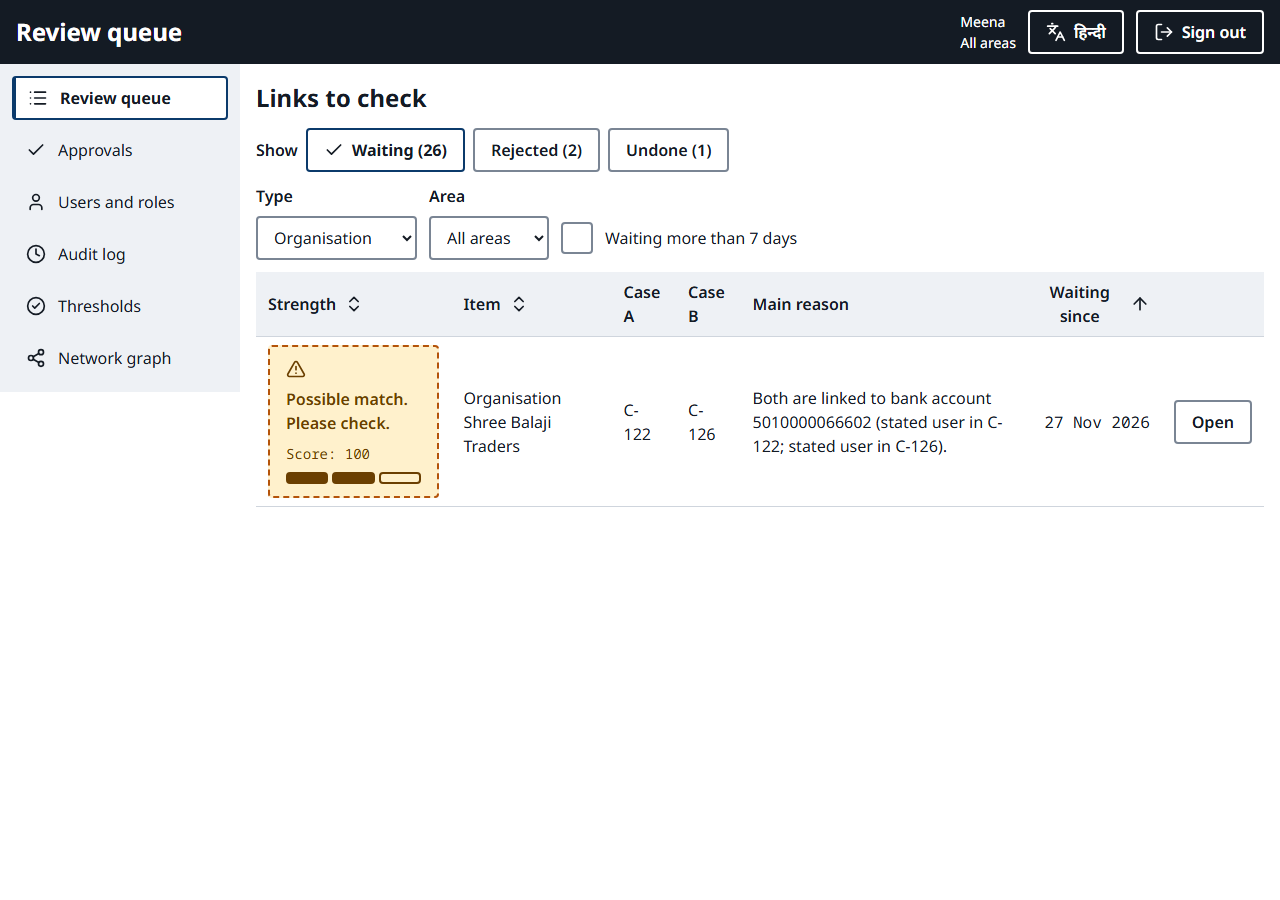 Review queue
Meena
All areas
हिन्दी
Sign out
Review queue
Approvals
Users and roles
Audit log
Thresholds
Network graph
Links to check
Show
Waiting (26)
Rejected (2)
Undone (1)
Type
Area
Organisation
All areas
Waiting more than 7 days
Strength
Item
Case
A
Case
B
Main reason
Waiting
since
Possible match.
Please check.
Score: 100
Organisation
Shree Balaji
Traders
C-
122
C-
126
Both are linked to bank account
5010000066602 (stated user in C-
122; stated user in C-126).
27 Nov 2026
Open